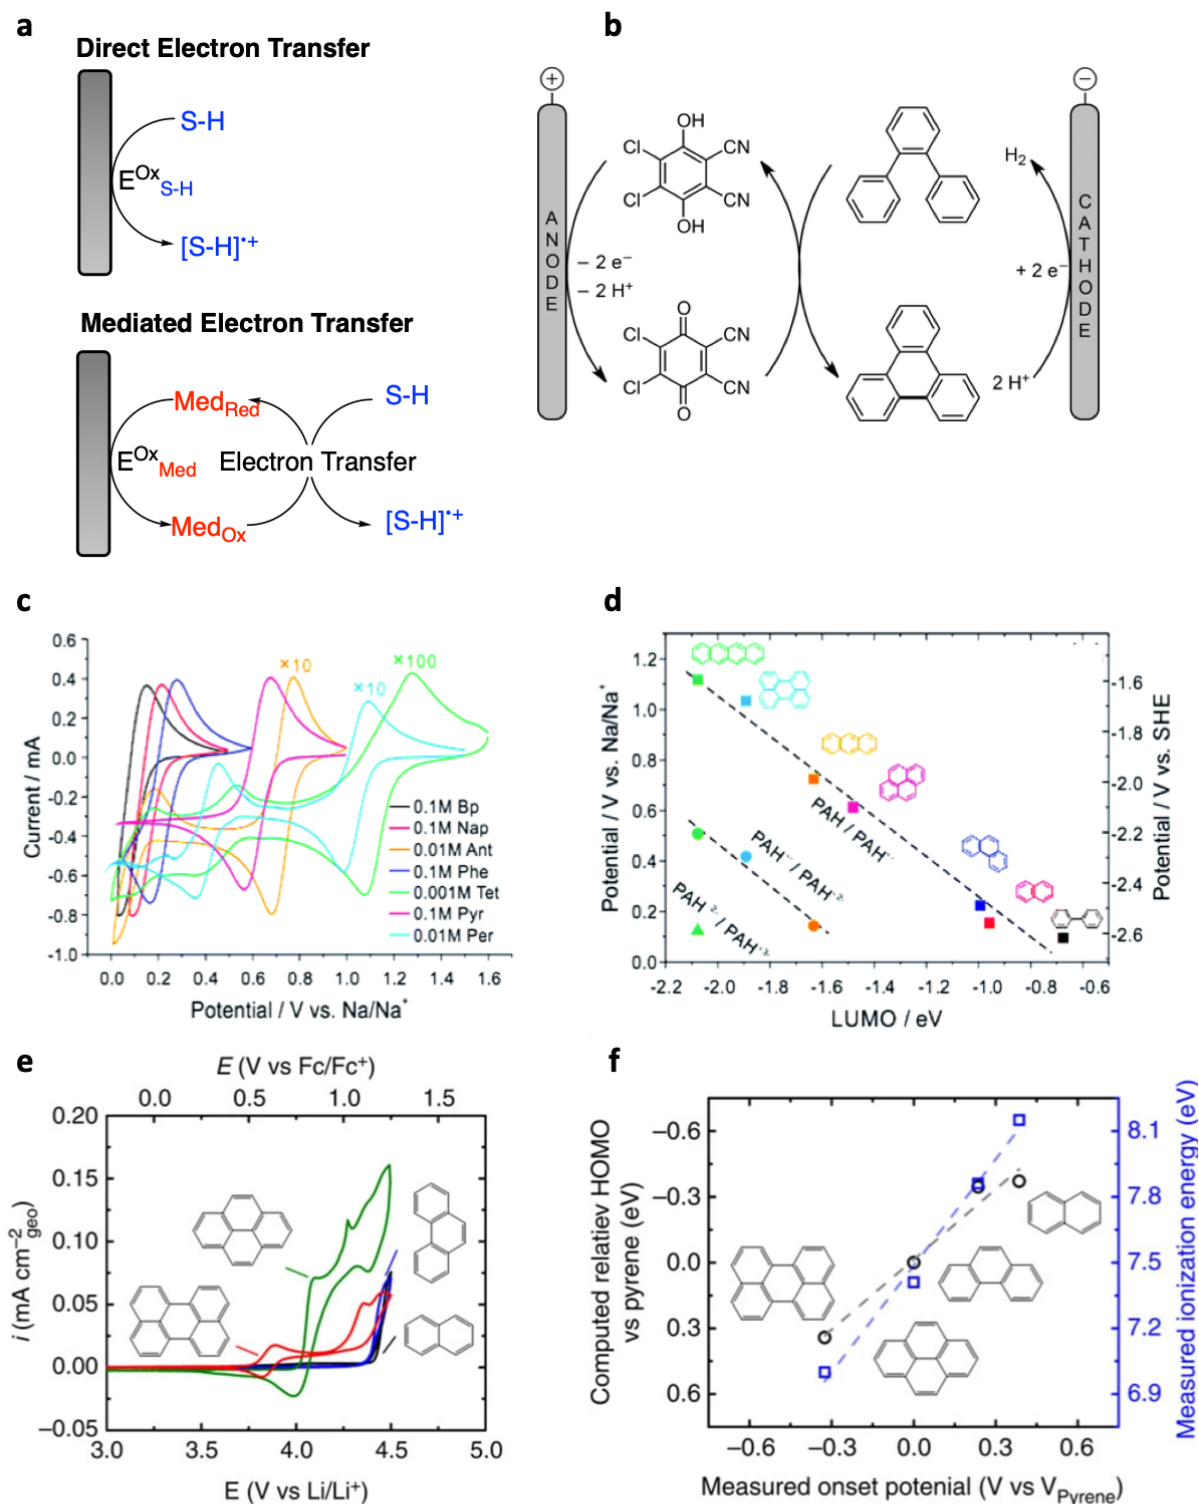 a
Direct Electron Transfer
S-H
E^Ox_S-H
[S-H]^•+
Mediated Electron Transfer
Med_Red
S-H
E^Ox_Med
Electron Transfer
Med_Ox
[S-H]^•+
b
+
−
ANODE
OH
Cl
CN
Cl
CN
OH
− 2 e⁻
− 2 H⁺
O
Cl
CN
Cl
CN
O
H₂
+ 2 e⁻
2 H⁺
CATHODE
c
0.6
0.4
0.2
0.0
-0.2
-0.4
-0.6
-0.8
-1.0
Current / mA
×10
×10
×100
0.1M Bp
0.1M Nap
0.01M Ant
0.1M Phe
0.001M Tet
0.1M Pyr
0.01M Per
0.0 0.2 0.4 0.6 0.8 1.0 1.2 1.4 1.6
Potential / V vs. Na/Na⁺
d
1.2
1.0
0.8
0.6
0.4
0.2
0.0
Potential / V vs. Na/Na⁺
PAH / PAH
PAH
/ PAH
PAH
/ PAH
-1.6
-1.8
-2.0
-2.2
-2.4
-2.6
Potential / V vs. SHE
-2.2 -2.0 -1.8 -1.6 -1.4 -1.2 -1.0 -0.8 -0.6
LUMO / eV
e
E (V vs Fc/Fc⁺)
0.0 0.5 1.0 1.5
0.20
0.15
0.10
0.05
0.00
−0.05
i (mA cm⁻²_geo)
3.0 3.5 4.0 4.5 5.0
E (V vs Li/Li⁺)
f
Computed relatiev HOMO
vs pyrene (eV)
−0.6
−0.3
0.0
0.3
0.6
8.1
7.8
7.5
7.2
6.9
Measured ionization energy (eV)
−0.6 −0.3 0.0 0.3 0.6
Measured onset potenial (V vs V_Pyrene)